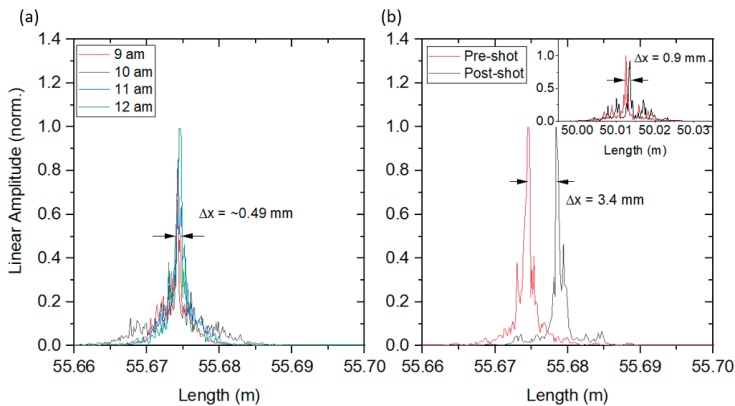 (a)
1.4
1.2
1.0
0.8
0.6
0.4
0.2
0.0
Linear Amplitude (norm.)
9 am
10 am
11 am
12 am
Δx = ~0.49 mm
55.66 55.67 55.68 55.69 55.70
Length (m)
(b)
1.4
1.2
1.0
0.8
0.6
0.4
0.2
0.0
Pre-shot
Post-shot
Δx = 3.4 mm
55.66 55.67 55.68 55.69 55.70
Length (m)
1.0
0.5
0.0
Δx = 0.9 mm
50.00 50.01 50.02 50.03
Length (m)